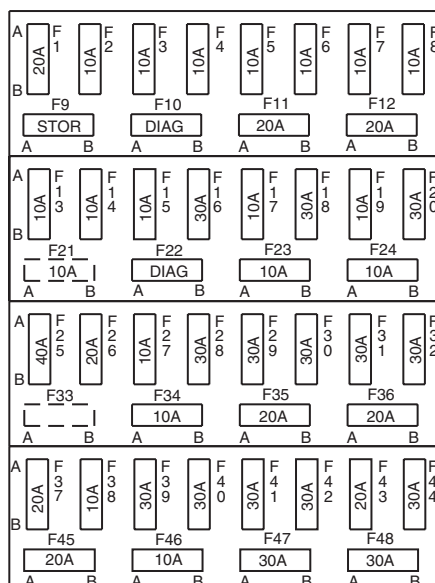 A 20A F1 10A F2 10A F3 10A F4 10A F5 10A F6 10A F7 10A F8
B
F9 F10 F11 F12
STOR DIAG 20A 20A
A B A B A B A B
A 10A F13 10A F14 10A F15 30A F16 10A F17 30A F18 10A F19 30A F20
B
F21 F22 F23 F24
10A DIAG 10A 10A
A B A B A B A B
A 40A F25 20A F26 10A F27 30A F28 30A F29 30A F30 30A F31 30A F32
B
F33 F34 F35 F36
10A 20A 20A
A B A B A B A B
A 20A F37 10A F38 30A F39 30A F40 30A F41 30A F42 20A F43 30A F44
B
F45 F46 F47 F48
20A 10A 30A 30A
A B A B A B A B